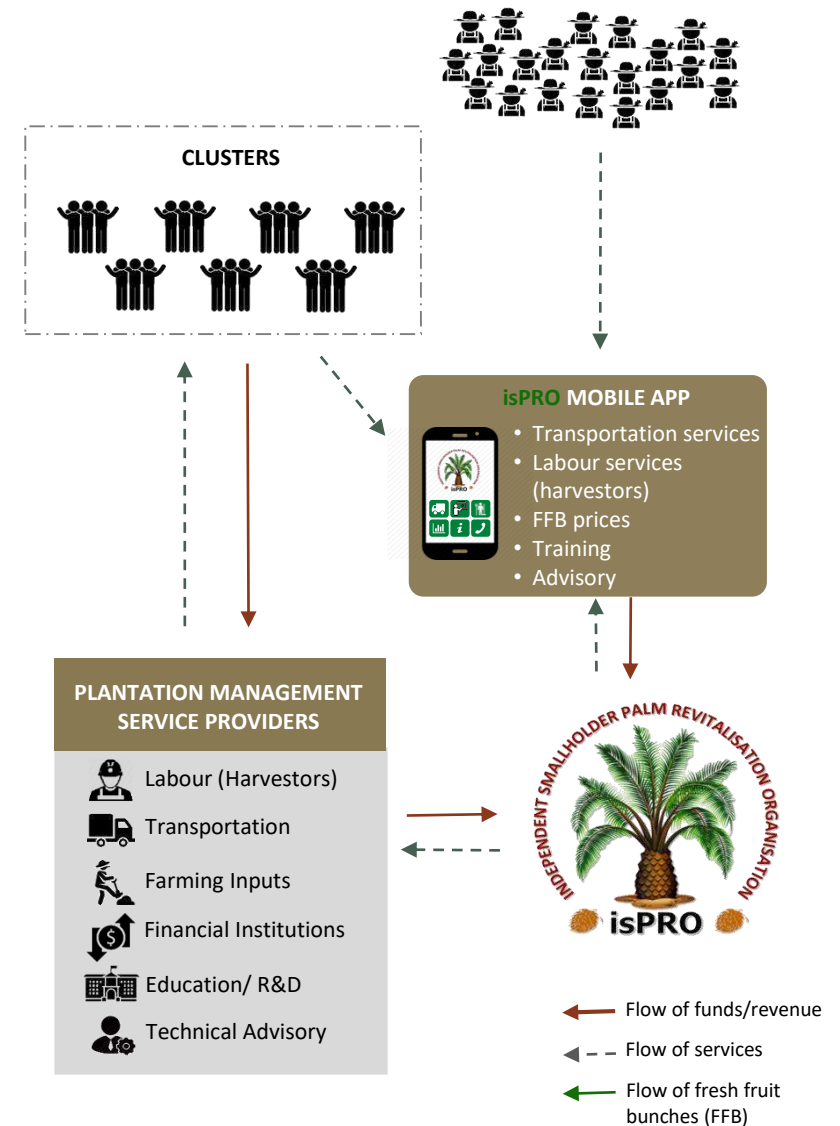 CLUSTERS
isPRO MOBILE APP
• Transportation services
• Labour services
(harvestors)
• FFB prices
• Training
• Advisory
isPRO
PLANTATION MANAGEMENT
SERVICE PROVIDERS
Labour (Harvestors)
Transportation
Farming Inputs
Financial Institutions
Education/ R&D
Technical Advisory
INDEPENDENT SMALLHOLDER PALM REVITALISATION ORGANISATION
isPRO
Flow of funds/revenue
Flow of services
Flow of fresh fruit
bunches (FFB)